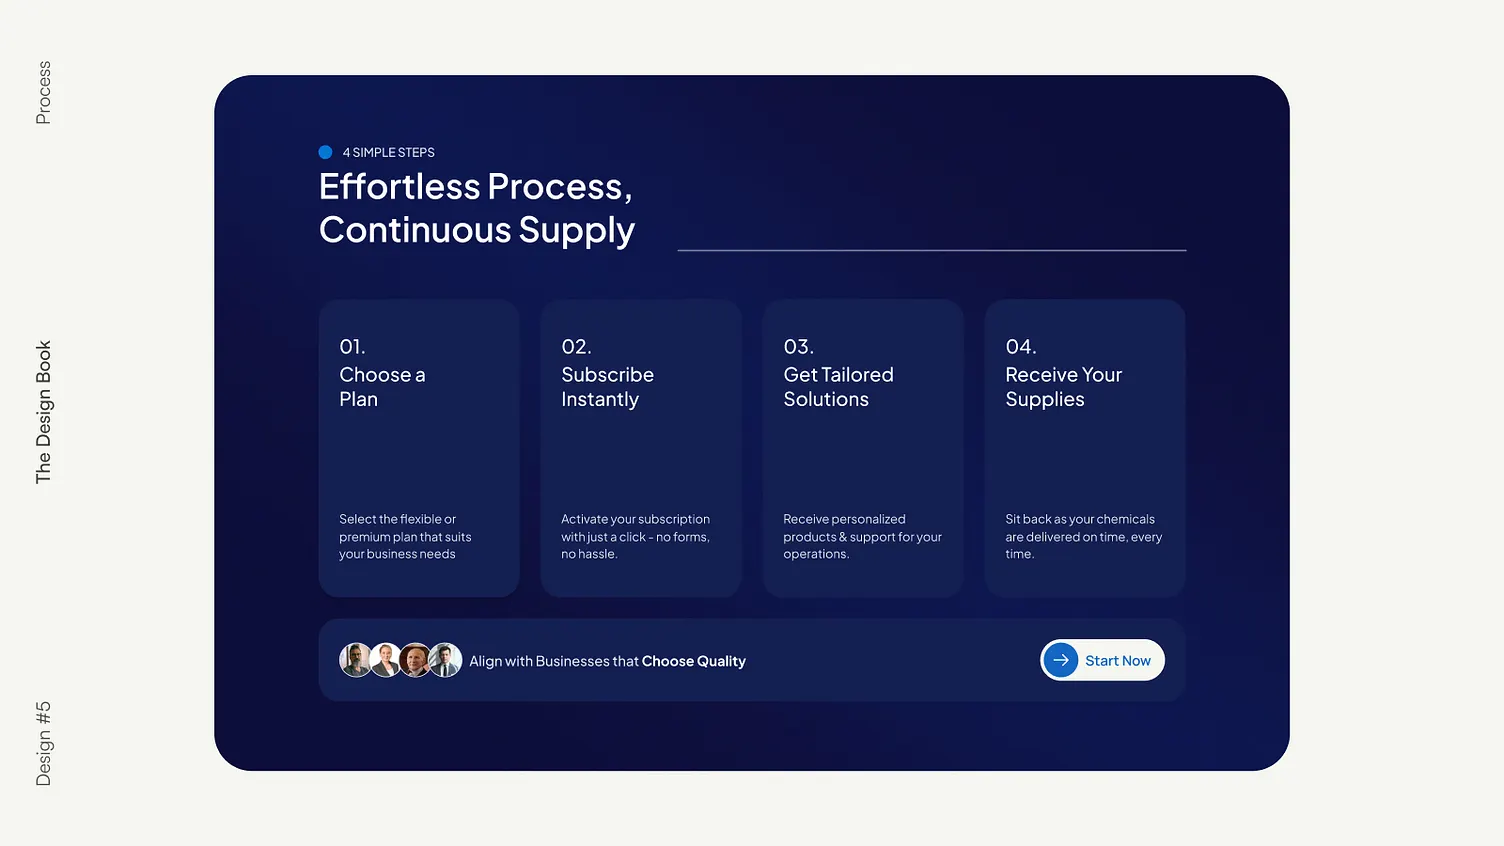 Process
The Design Book
Design #5
4 SIMPLE STEPS
Effortless Process,
Continuous Supply
01.
Choose a
Plan
Select the flexible or
premium plan that suits
your business needs
02.
Subscribe
Instantly
Activate your subscription
with just a click - no forms,
no hassle.
03.
Get Tailored
Solutions
Receive personalized
products & support for your
operations.
04.
Receive Your
Supplies
Sit back as your chemicals
are delivered on time, every
time.
Align with Businesses that Choose Quality
Start Now